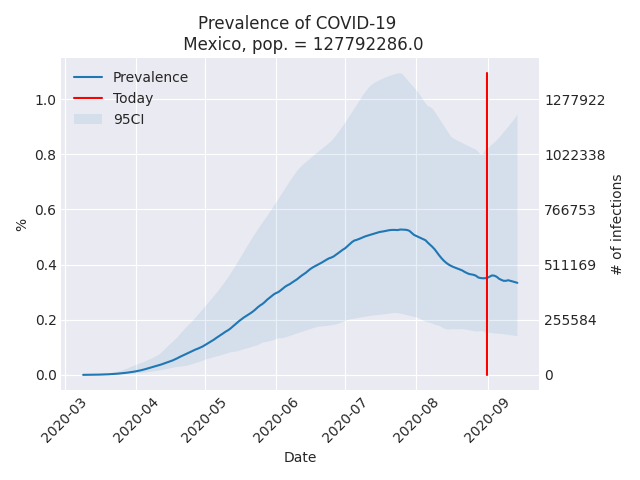 Prevalence of COVID-19
Mexico, pop. = 127792286.0
Prevalence
Today
95CI
1.0
0.8
0.6
0.4
0.2
0.0
%
1277922
1022338
766753
511169
255584
0
# of infections
2020-03
2020-04
2020-05
2020-06
2020-07
2020-08
2020-09
Date